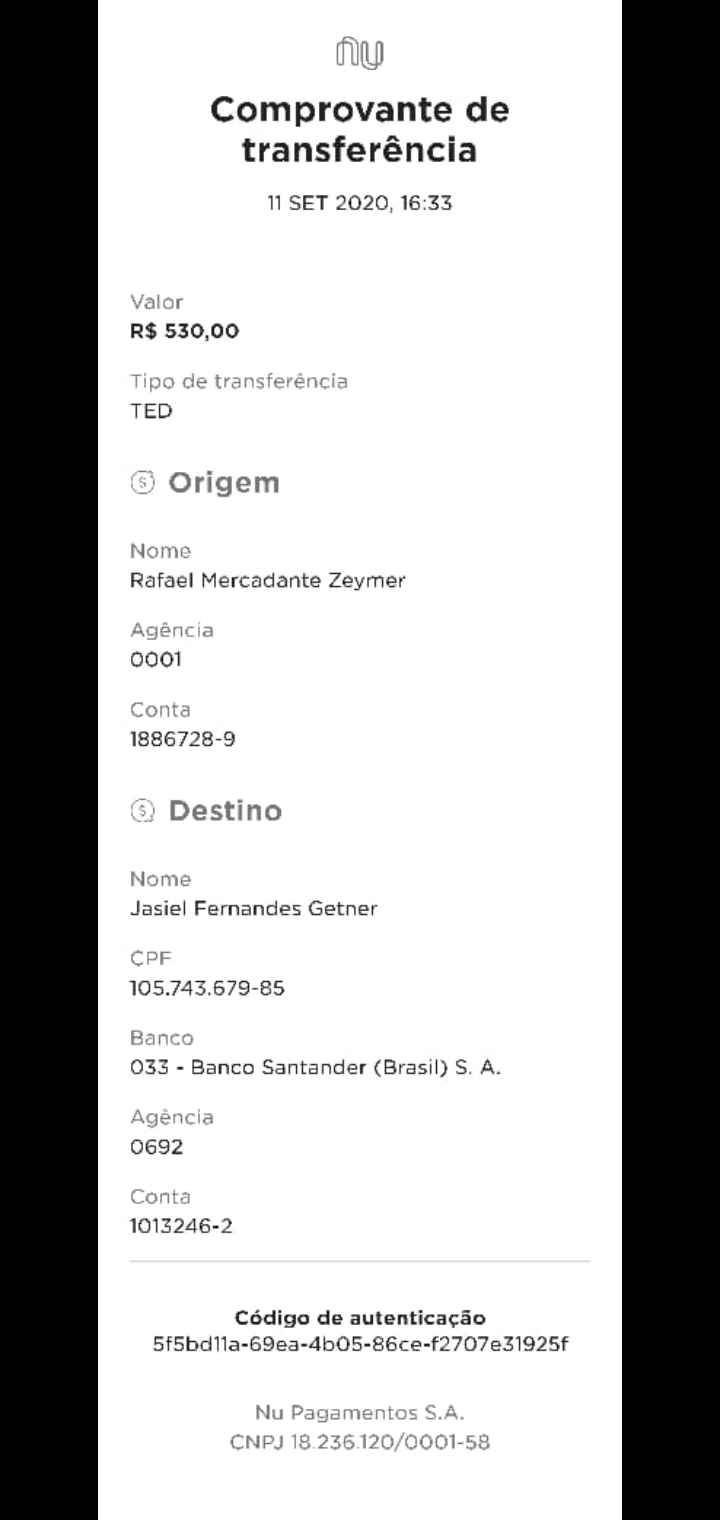 nu
Comprovante de
transferência
11 SET 2020, 16:33
Valor
R$ 530,00
Tipo de transferência
TED
Origem
Nome
Rafael Mercadante Zeymer
Agência
0001
Conta
1886728-9
Destino
Nome
Jasiel Fernandes Getner
CPF
105.743.679-85
Banco
033 - Banco Santander (Brasil) S. A.
Agência
0692
Conta
1013246-2
Código de autenticação
5f5bd11a-69ea-4b05-86ce-f2707e31925f
Nu Pagamentos S.A.
CNPJ 18.236.120/0001-58